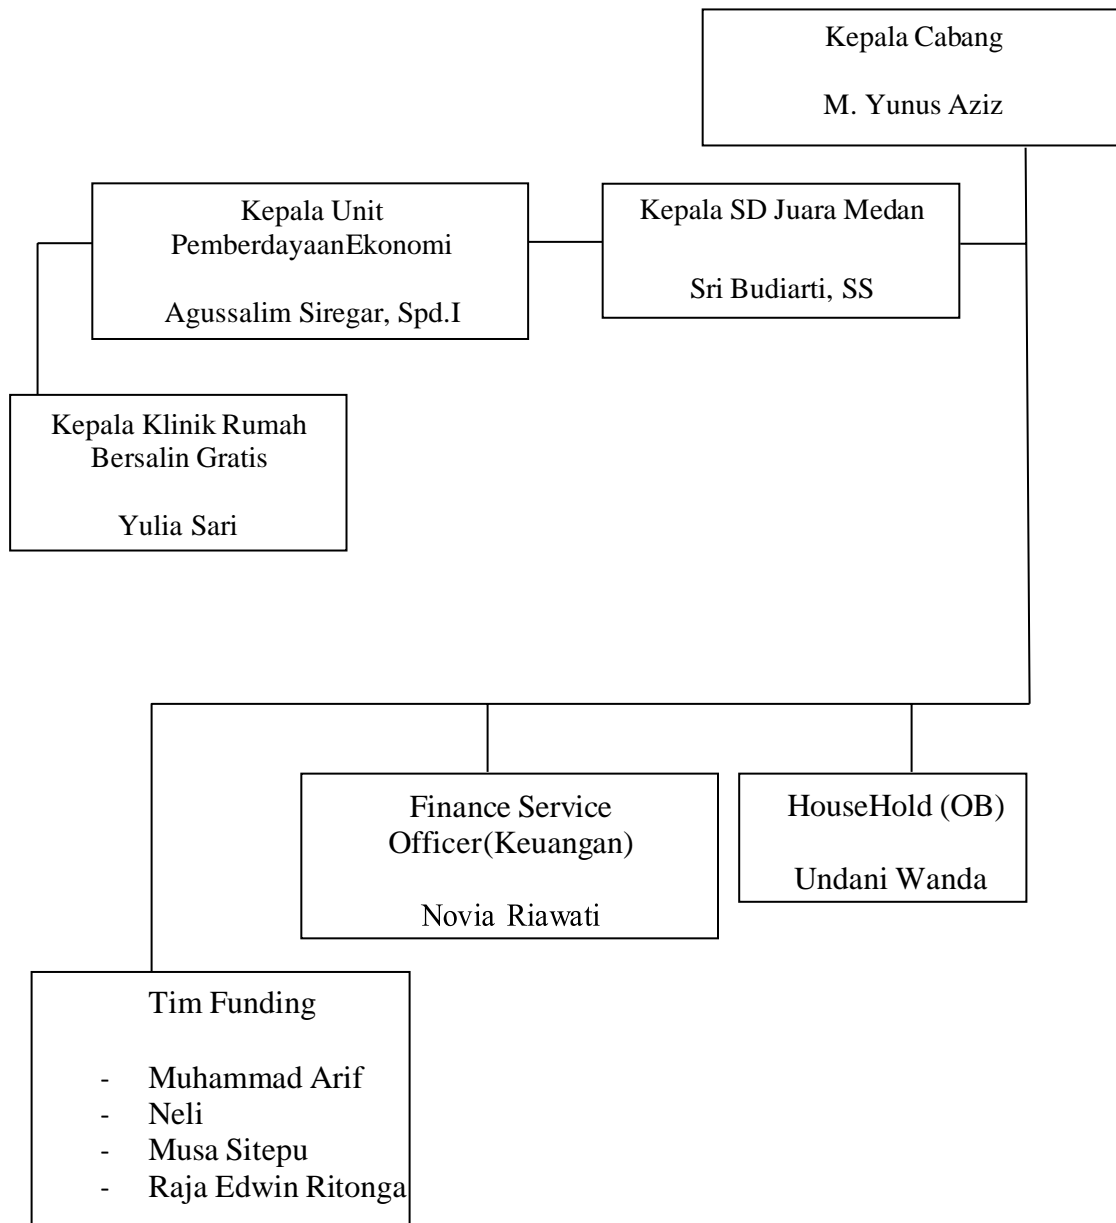 Kepala Cabang
M. Yunus Aziz
Kepala Unit
PemberdayaanEkonomi
Agussalim Siregar, Spd.I
Kepala SD Juara Medan
Sri Budiarti, SS
Kepala Klinik Rumah
Bersalin Gratis
Yulia Sari
Finance Service
Officer(Keuangan)
Novia Riawati
HouseHold (OB)
Undani Wanda
Tim Funding
- Muhammad Arif
- Neli
- Musa Sitepu
- Raja Edwin Ritonga